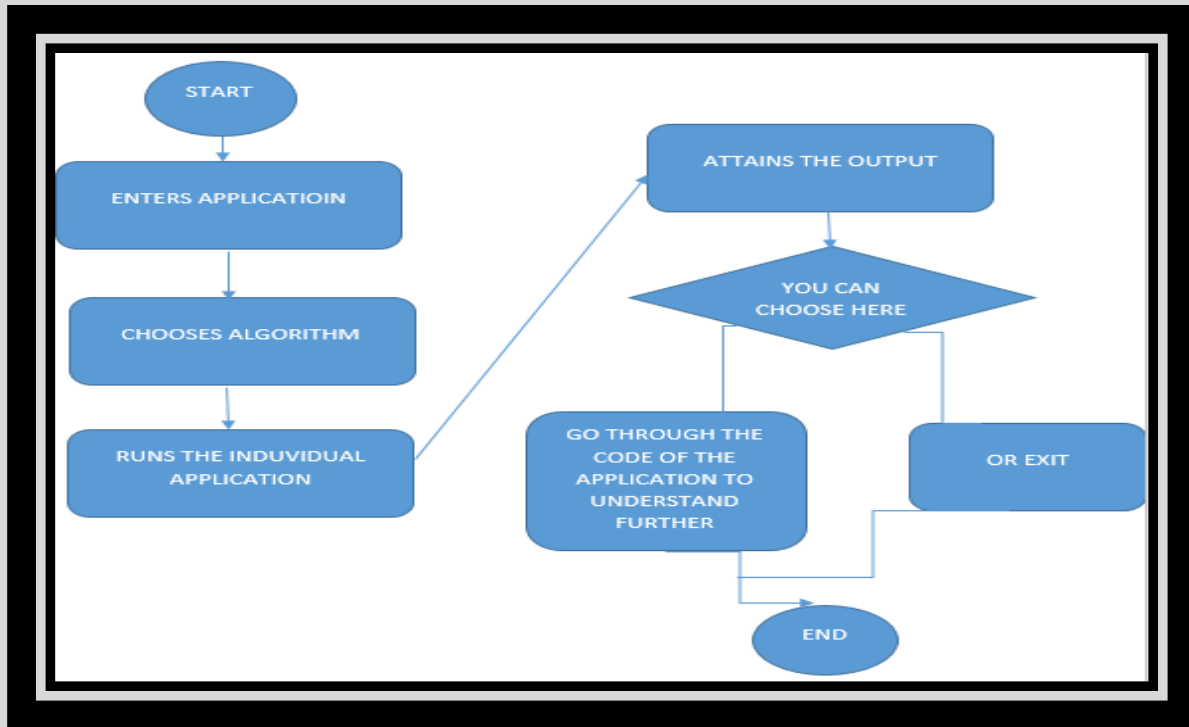 START
ENTERS APPLICATIOIN
CHOOSES ALGORITHM
RUNS THE INDUVIDUAL
APPLICATION
ATTAINS THE OUTPUT
YOU CAN
CHOOSE HERE
GO THROUGH THE
CODE OF THE
APPLICATION TO
UNDERSTAND
FURTHER
OR EXIT
END